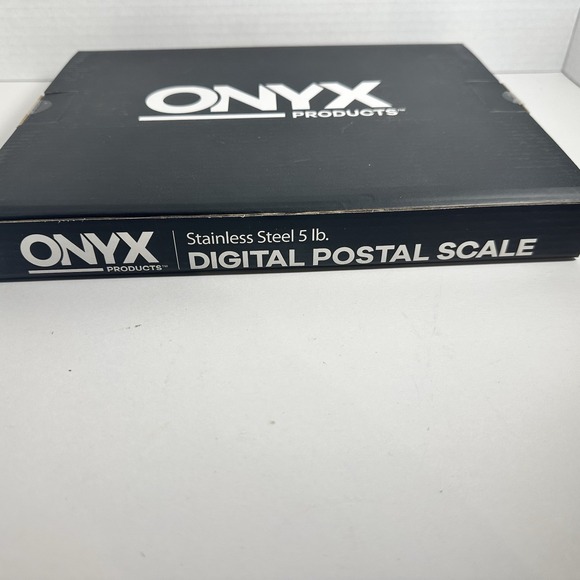 ONYX
PRODUCTS™
ONYX
PRODUCTS™
Stainless Steel 5 lb.
DIGITAL POSTAL SCALE